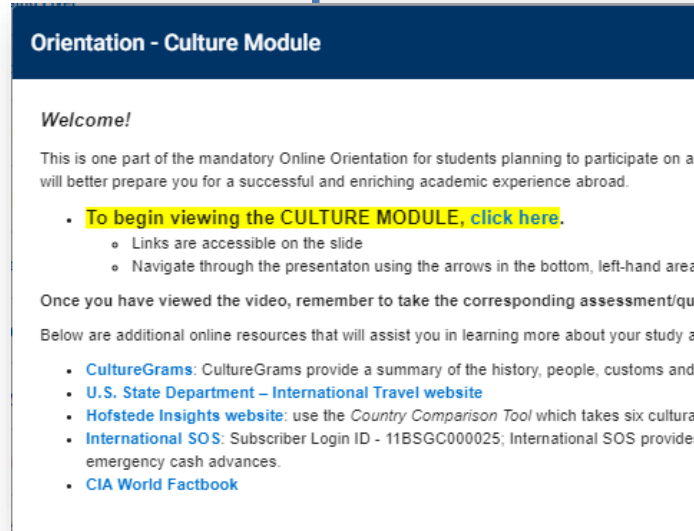 Orientation - Culture Module
Welcome!
This is one part of the mandatory Online Orientation for students planning to participate on a
will better prepare you for a successful and enriching academic experience abroad.
• To begin viewing the CULTURE MODULE, click here.
o Links are accessible on the slide
o Navigate through the presentaton using the arrows in the bottom, left-hand area
Once you have viewed the video, remember to take the corresponding assessment/qu
Below are additional online resources that will assist you in learning more about your study a
• CultureGrams: CultureGrams provide a summary of the history, people, customs and
• U.S. State Department – International Travel website
• Hofstede Insights website: use the Country Comparison Tool which takes six cultura
• International SOS: Subscriber Login ID - 11BSGC000025; International SOS provides
emergency cash advances.
• CIA World Factbook